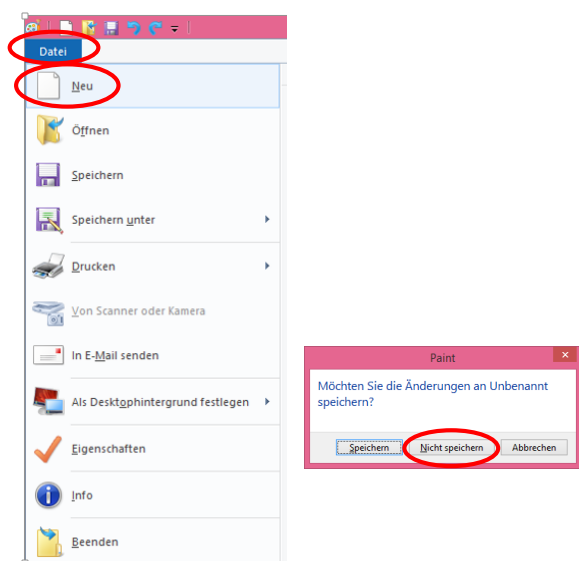 Datei
Neu
Öffnen
Speichern
Speichern unter
Drucken
Von Scanner oder Kamera
In E-Mail senden
Als Desktophintergrund festlegen
Eigenschaften
Info
Beenden
Paint
Möchten Sie die Änderungen an Unbenannt
speichern?
Speichern Nicht speichern Abbrechen